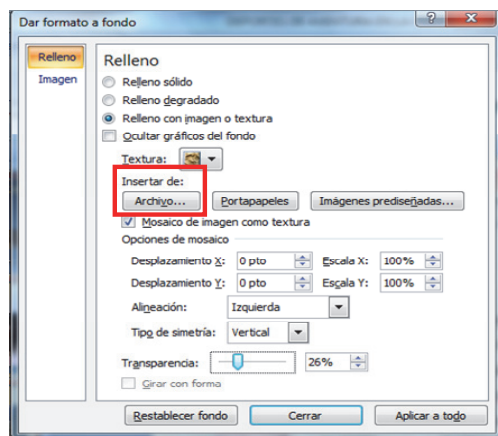 Dar formato a fondo
Relleno
Imagen
Relleno
Relleno sólido
Relleno degradado
Relleno con imagen o textura
Ocultar gráficos del fondo
Textura:
Insertar de:
Archivo... Portapapeles Imágenes prediseñadas...
Mosaico de imagen como textura
Opciones de mosaico
Desplazamiento X: 0 pto Escala X: 100%
Desplazamiento Y: 0 pto Escala Y: 100%
Alineación: Izquierda
Tipo de simetría: Vertical
Transparencia: 26%
Girar con forma
Restablecer fondo Cerrar Aplicar a todo